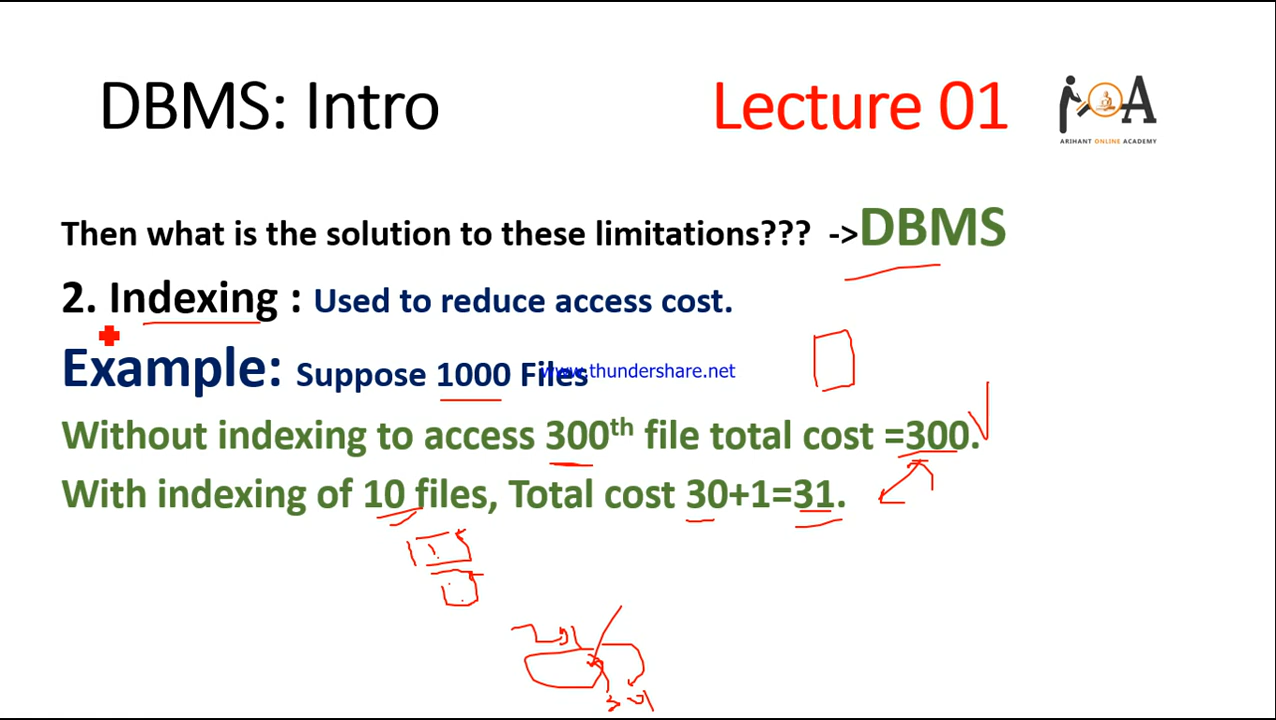 DBMS: Intro
Lecture 01
A
ARIHANT ONLINE ACADEMY
Then what is the solution to these limitations??? ->DBMS
2. Indexing : Used to reduce access cost.
Example: Suppose 1000 Files
www.thundershare.net
Without indexing to access 300th file total cost =300.
With indexing of 10 files, Total cost 30+1=31.